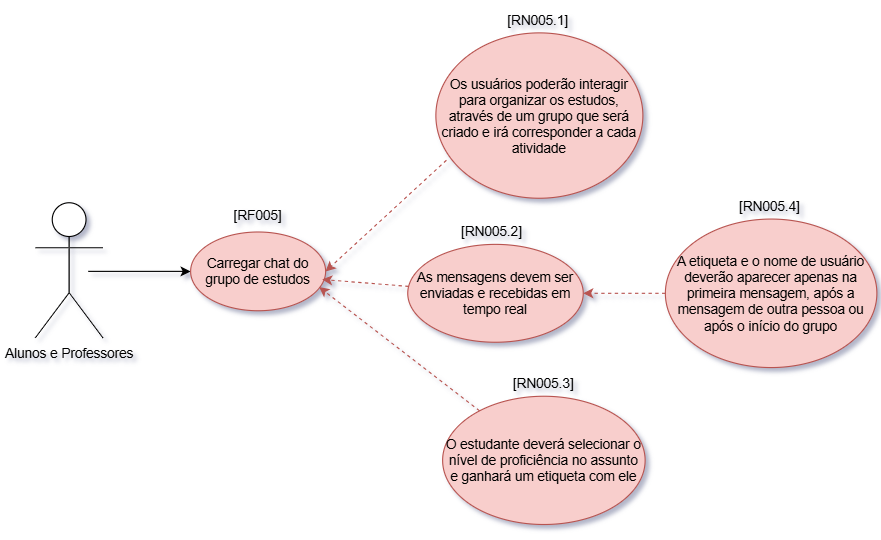 [RN005.1]
Os usuários poderão interagir
para organizar os estudos,
através de um grupo que será
criado e irá corresponder a cada
atividade
[RF005]
Carregar chat do
grupo de estudos
Alunos e Professores
[RN005.2]
As mensagens devem ser
enviadas e recebidas em
tempo real
[RN005.4]
A etiqueta e o nome de usuário
deverão aparecer apenas na
primeira mensagem, após a
mensagem de outra pessoa ou
após o início do grupo
[RN005.3]
O estudante deverá selecionar o
nível de proficiência no assunto
e ganhará um etiqueta com ele